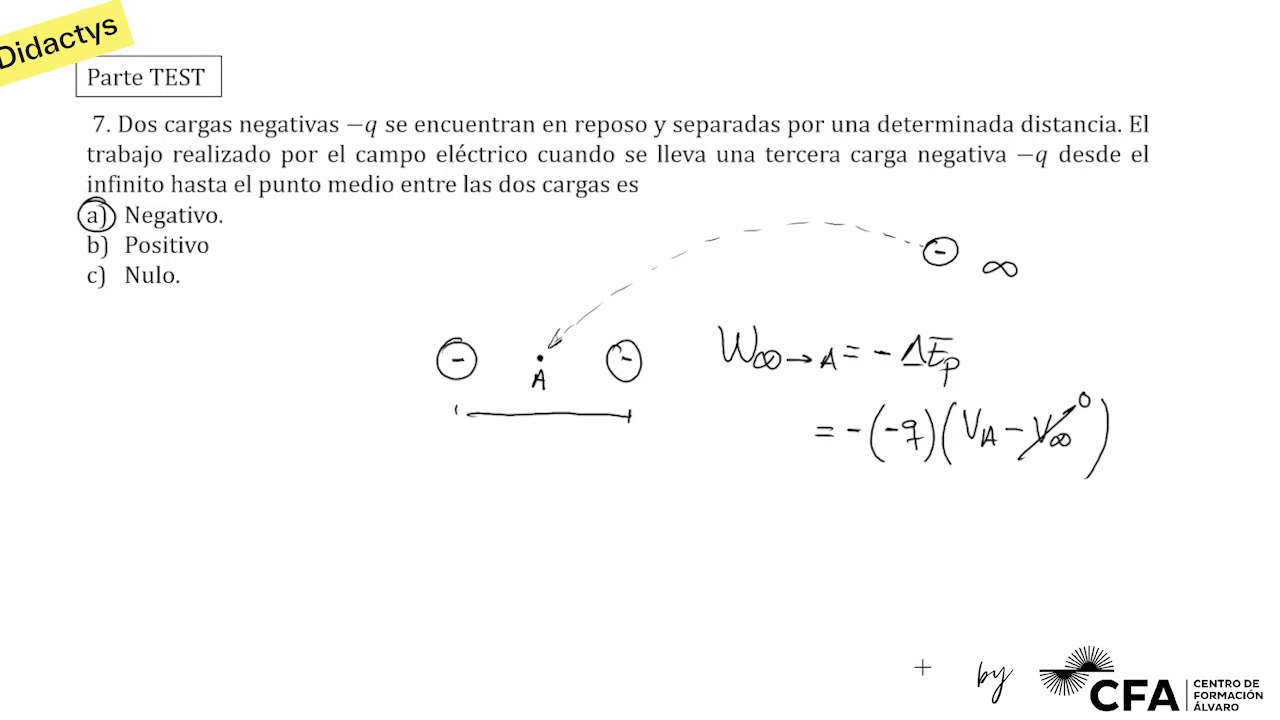 Didactys
Parte TEST
7. Dos cargas negativas −q se encuentran en reposo y separadas por una determinada distancia. El
trabajo realizado por el campo eléctrico cuando se lleva una tercera carga negativa −q desde el
infinito hasta el punto medio entre las dos cargas es
a) Negativo.
b) Positivo
c) Nulo.
- ∞
- A -
W∞→A = − ΔEp
= −(−q)(VA − V∞ 0)
+ by
CFA
CENTRO DE
FORMACIÓN
ÁLVARO